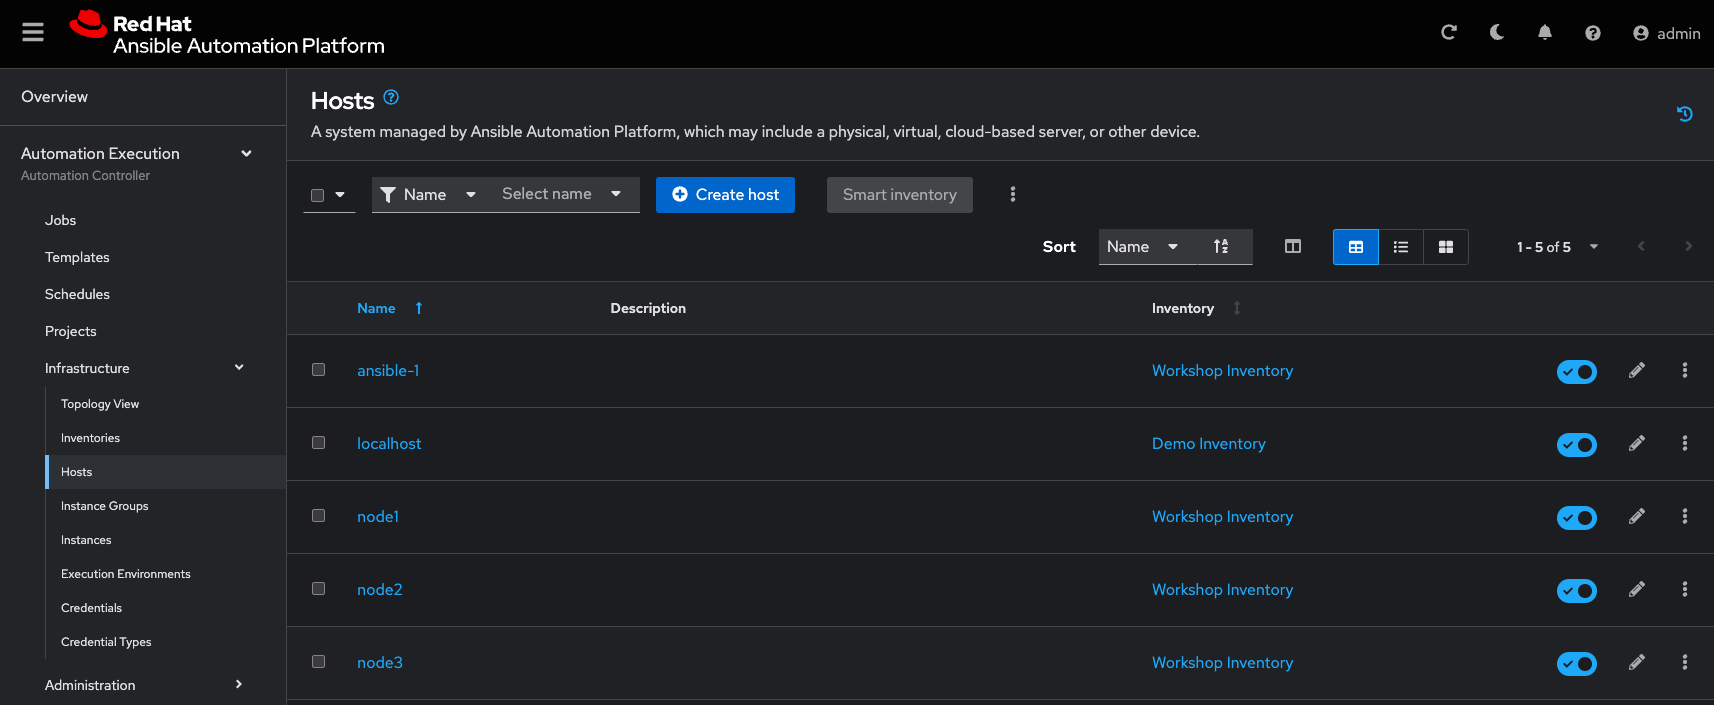 Red Hat
Ansible Automation Platform
admin
Overview
Automation Execution
Automation Controller
Jobs
Templates
Schedules
Projects
Infrastructure
Topology View
Inventories
Hosts
Instance Groups
Instances
Execution Environments
Credentials
Credential Types
Administration
Hosts
A system managed by Ansible Automation Platform, which may include a physical, virtual, cloud-based server, or other device.
Name Select name Create host Smart inventory
Sort Name 1 - 5 of 5
Name Description Inventory
ansible-1 Workshop Inventory
localhost Demo Inventory
node1 Workshop Inventory
node2 Workshop Inventory
node3 Workshop Inventory